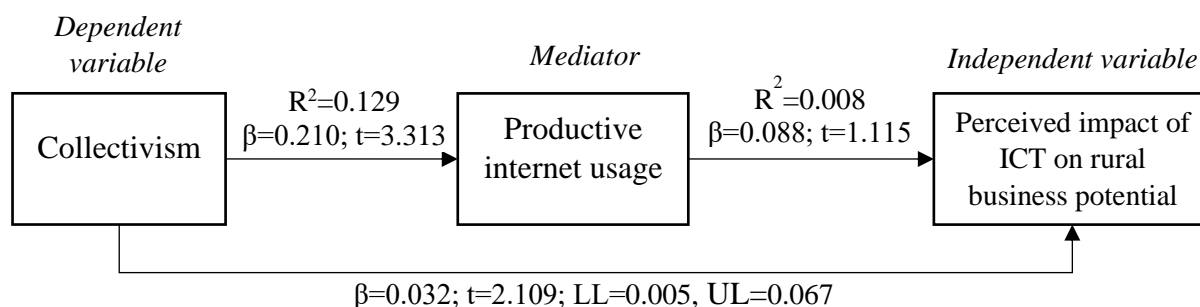 Dependent
variable
Mediator
Independent variable
Collectivism
R²=0.129
β=0.210; t=3.313
Productive
internet usage
R²=0.008
β=0.088; t=1.115
Perceived impact of
ICT on rural
business potential
β=0.032; t=2.109; LL=0.005, UL=0.067